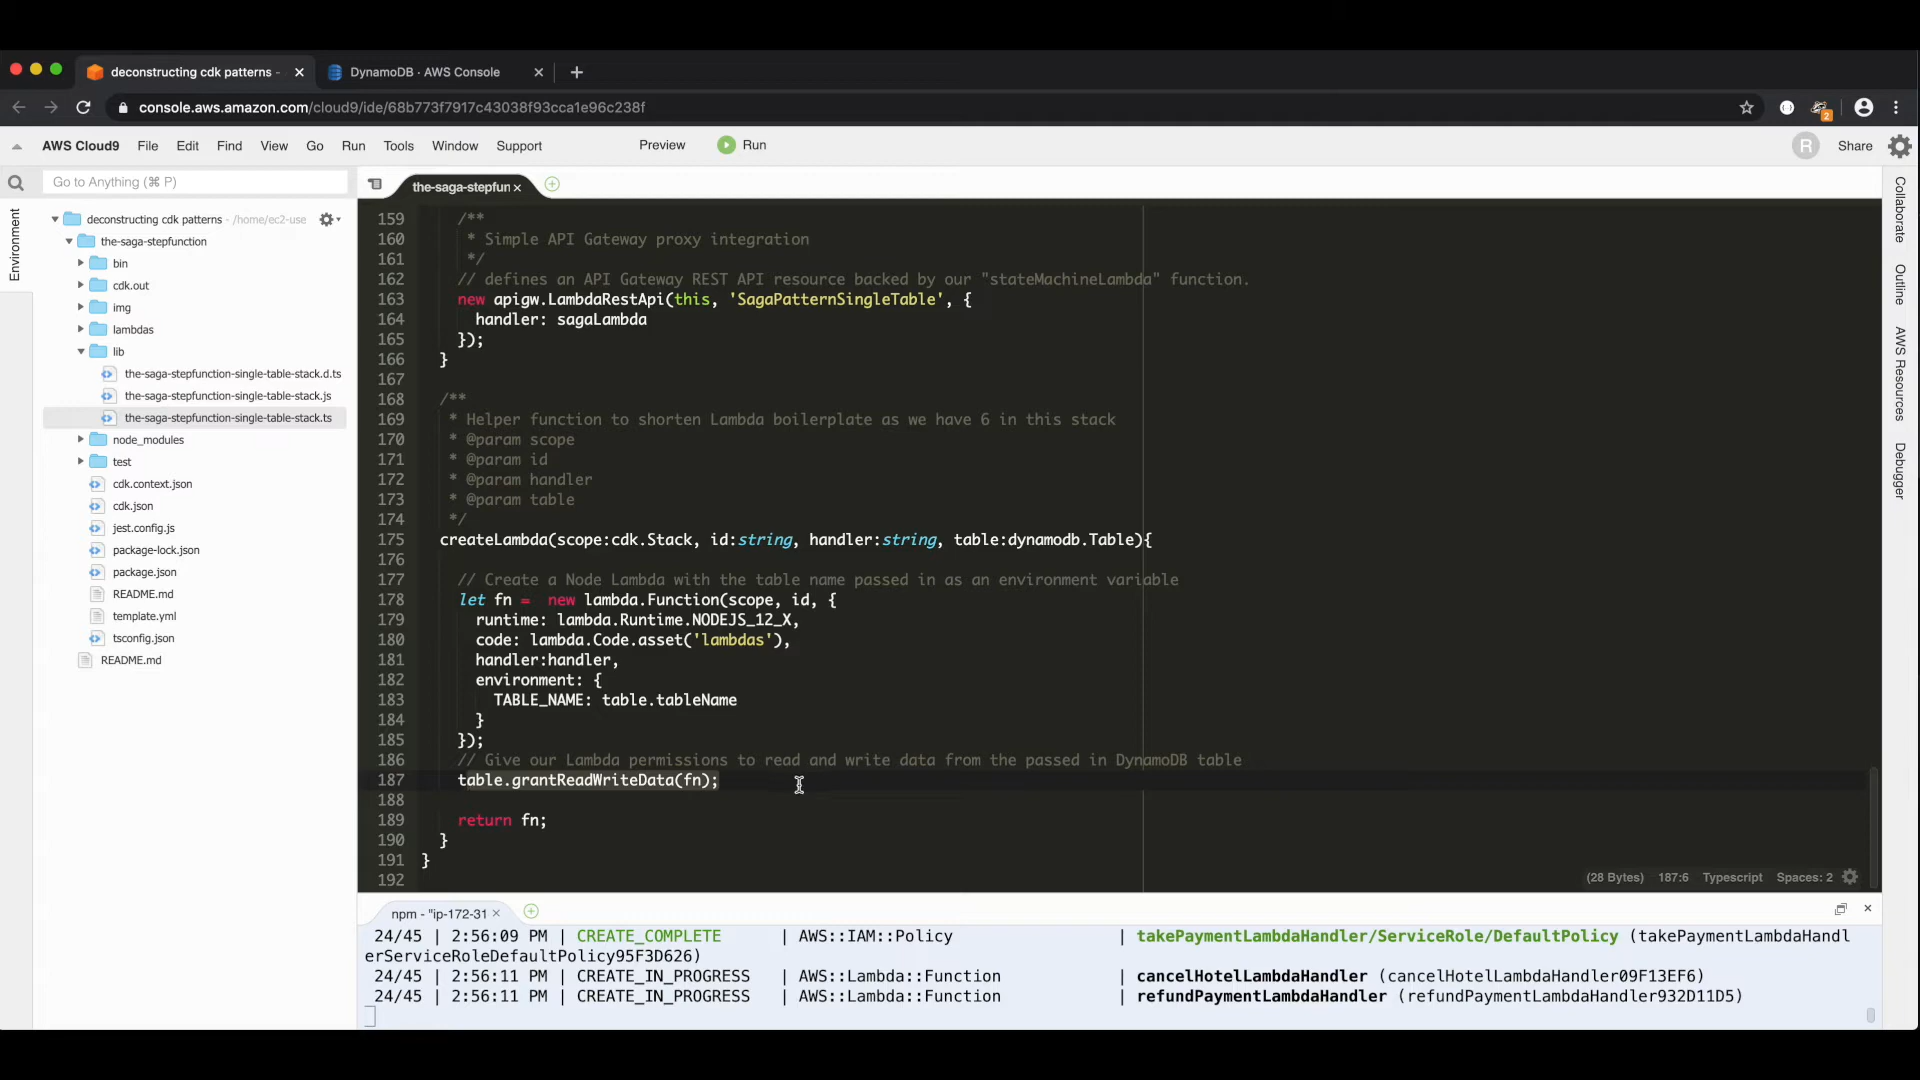 deconstructing cdk patterns -
DynamoDB · AWS Console
console.aws.amazon.com/cloud9/ide/68b773f7917c43038f93cca1e96c238f
2
AWS Cloud9 File Edit Find View Go Run Tools Window Support Preview Run R Share
Go to Anything (⌘ P)
the-saga-stepfun
Environment
deconstructing cdk patterns - /home/ec2-use
the-saga-stepfunction
bin
cdk.out
img
lambdas
lib
the-saga-stepfunction-single-table-stack.d.ts
the-saga-stepfunction-single-table-stack.js
the-saga-stepfunction-single-table-stack.ts
node_modules
test
cdk.context.json
cdk.json
jest.config.js
package-lock.json
package.json
README.md
template.yml
tsconfig.json
README.md
159 /**
160 * Simple API Gateway proxy integration
161 */
162 // defines an API Gateway REST API resource backed by our "stateMachineLambda" function.
163 new apigw.LambdaRestApi(this, 'SagaPatternSingleTable', {
164 handler: sagaLambda
165 });
166 }
167
168 /**
169 * Helper function to shorten Lambda boilerplate as we have 6 in this stack
170 * @param scope
171 * @param id
172 * @param handler
173 * @param table
174 */
175 createLambda(scope:cdk.Stack, id:string, handler:string, table:dynamodb.Table){
176
177 // Create a Node Lambda with the table name passed in as an environment variable
178 let fn =  new lambda.Function(scope, id, {
179 runtime: lambda.Runtime.NODEJS_12_X,
180 code: lambda.Code.asset('lambdas'),
181 handler:handler,
182 environment: {
183 TABLE_NAME: table.tableName
184 }
185 });
186 // Give our Lambda permissions to read and write data from the passed in DynamoDB table
187 table.grantReadWriteData(fn);
188
189 return fn;
190 }
191 }
192
(28 Bytes) 187:6 Typescript Spaces: 2
Collaborate
Outline
AWS Resources
Debugger
npm - "ip-172-31
24/45 | 2:56:09 PM | CREATE_COMPLETE | AWS::IAM::Policy | takePaymentLambdaHandler/ServiceRole/DefaultPolicy (takePaymentLambdaHandl
erServiceRoleDefaultPolicy95F3D626)
24/45 | 2:56:11 PM | CREATE_IN_PROGRESS | AWS::Lambda::Function | cancelHotelLambdaHandler (cancelHotelLambdaHandler09F13EF6)
24/45 | 2:56:11 PM | CREATE_IN_PROGRESS | AWS::Lambda::Function | refundPaymentLambdaHandler (refundPaymentLambdaHandler932D11D5)